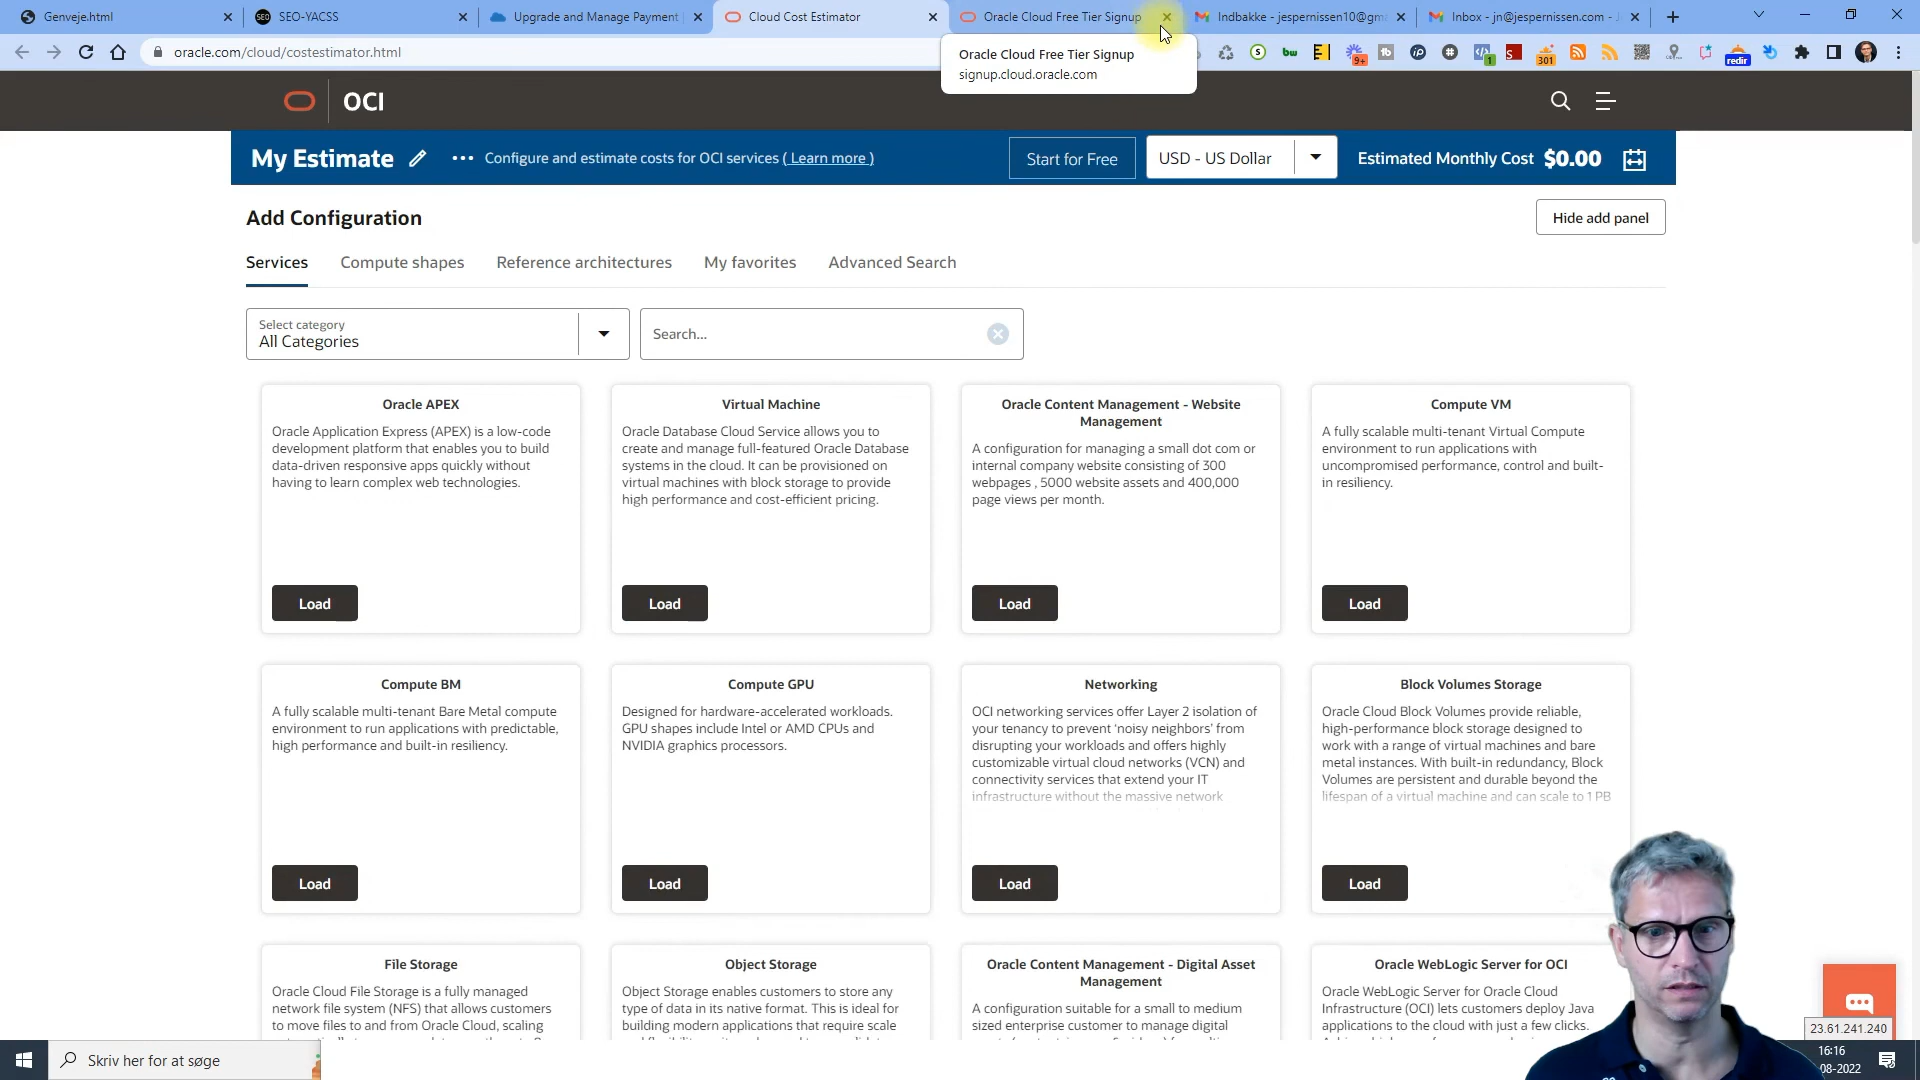 Genveje.html
SEO-YACSS
Upgrade and Manage Payment
Cloud Cost Estimator
Oracle Cloud Free Tier Signup
Indbakke - jespernissen10@gm
Inbox - jn@jespernissen.com -
oracle.com/cloud/costestimator.html
Oracle Cloud Free Tier Signup
signup.cloud.oracle.com
OCI
My Estimate
Configure and estimate costs for OCI services ( Learn more )
Start for Free
USD - US Dollar
Estimated Monthly Cost $0.00
Add Configuration
Hide add panel
Services
Compute shapes
Reference architectures
My favorites
Advanced Search
Select category
All Categories
Search...
Oracle APEX
Oracle Application Express (APEX) is a low-code
development platform that enables you to build
data-driven responsive apps quickly without
having to learn complex web technologies.
Load
Virtual Machine
Oracle Database Cloud Service allows you to
create and manage full-featured Oracle Database
systems in the cloud. It can be provisioned on
virtual machines with block storage to provide
high performance and cost-efficient pricing.
Load
Oracle Content Management - Website
Management
A configuration for managing a small dot com or
internal company website consisting of 300
webpages , 5000 website assets and 400,000
page views per month.
Load
Compute VM
A fully scalable multi-tenant Virtual Compute
environment to run applications with
uncompromised performance, control and built-
in resiliency.
Load
Compute BM
A fully scalable multi-tenant Bare Metal compute
environment to run applications with predictable,
high performance and built-in resiliency.
Load
Compute GPU
Designed for hardware-accelerated workloads.
GPU shapes include Intel or AMD CPUs and
NVIDIA graphics processors.
Load
Networking
OCI networking services offer Layer 2 isolation of
your tenancy to prevent 'noisy neighbors' from
disrupting your workloads and offers highly
customizable virtual cloud networks (VCN) and
connectivity services that extend your IT
infrastructure without the massive network
Load
Block Volumes Storage
Oracle Cloud Block Volumes provide reliable,
high-performance block storage designed to
work with a range of virtual machines and bare
metal instances. With built-in redundancy, Block
Volumes are persistent and durable beyond the
lifespan of a virtual machine and can scale to 1 PB
Load
File Storage
Oracle Cloud File Storage is a fully managed
network file system (NFS) that allows customers
to move files to and from Oracle Cloud, scaling
Object Storage
Object Storage enables customers to store any
type of data in its native format. This is ideal for
building modern applications that require scale
Oracle Content Management - Digital Asset
Management
A configuration suitable for a small to medium
sized enterprise customer to manage digital
Oracle WebLogic Server for OCI
Oracle WebLogic Server for Oracle Cloud
Infrastructure (OCI) lets customers deploy Java
applications to the cloud with just a few clicks.
23.61.241.240
Skriv her for at søge
16:16
08-2022